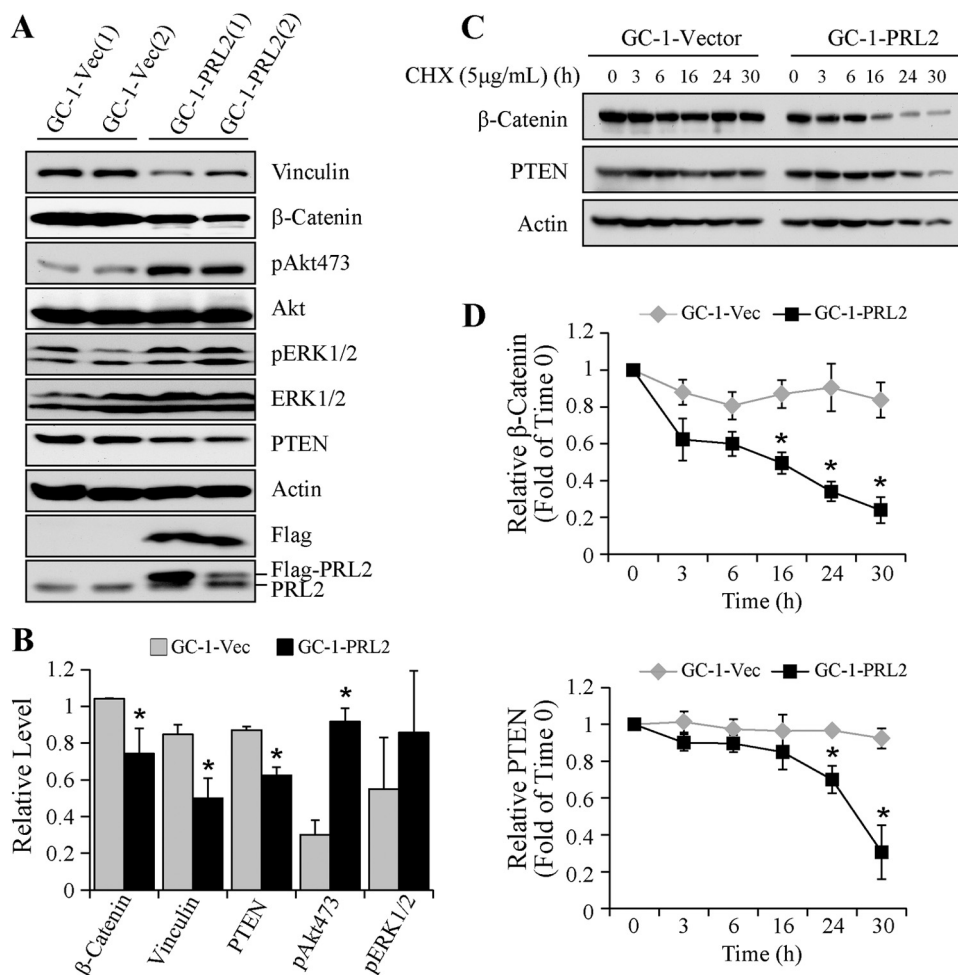 A
GC-1-Vec(1)
GC-1-Vec(2)
GC-1-PRL2(1)
GC-1-PRL2(2)
Vinculin
β-Catenin
pAkt473
Akt
pERK1/2
ERK1/2
PTEN
Actin
Flag
Flag-PRL2
PRL2
B
GC-1-Vec GC-1-PRL2
Relative Level
1.2
1
0.8
0.6
0.4
0.2
0
* * * *
β-Catenin
Vinculin
PTEN
pAkt473
pERK1/2
C
GC-1-Vector GC-1-PRL2
CHX (5μg/mL) (h) 0 3 6 16 24 30 0 3 6 16 24 30
β-Catenin
PTEN
Actin
D
GC-1-Vec GC-1-PRL2
Relative β-Catenin
(Fold of Time 0)
1.2
1
0.8
0.6
0.4
0.2
0
* * *
0 3 6 16 24 30
Time (h)
GC-1-Vec GC-1-PRL2
Relative PTEN
(Fold of Time 0)
1.2
1
0.8
0.6
0.4
0.2
0
* *
0 3 6 16 24 30
Time (h)